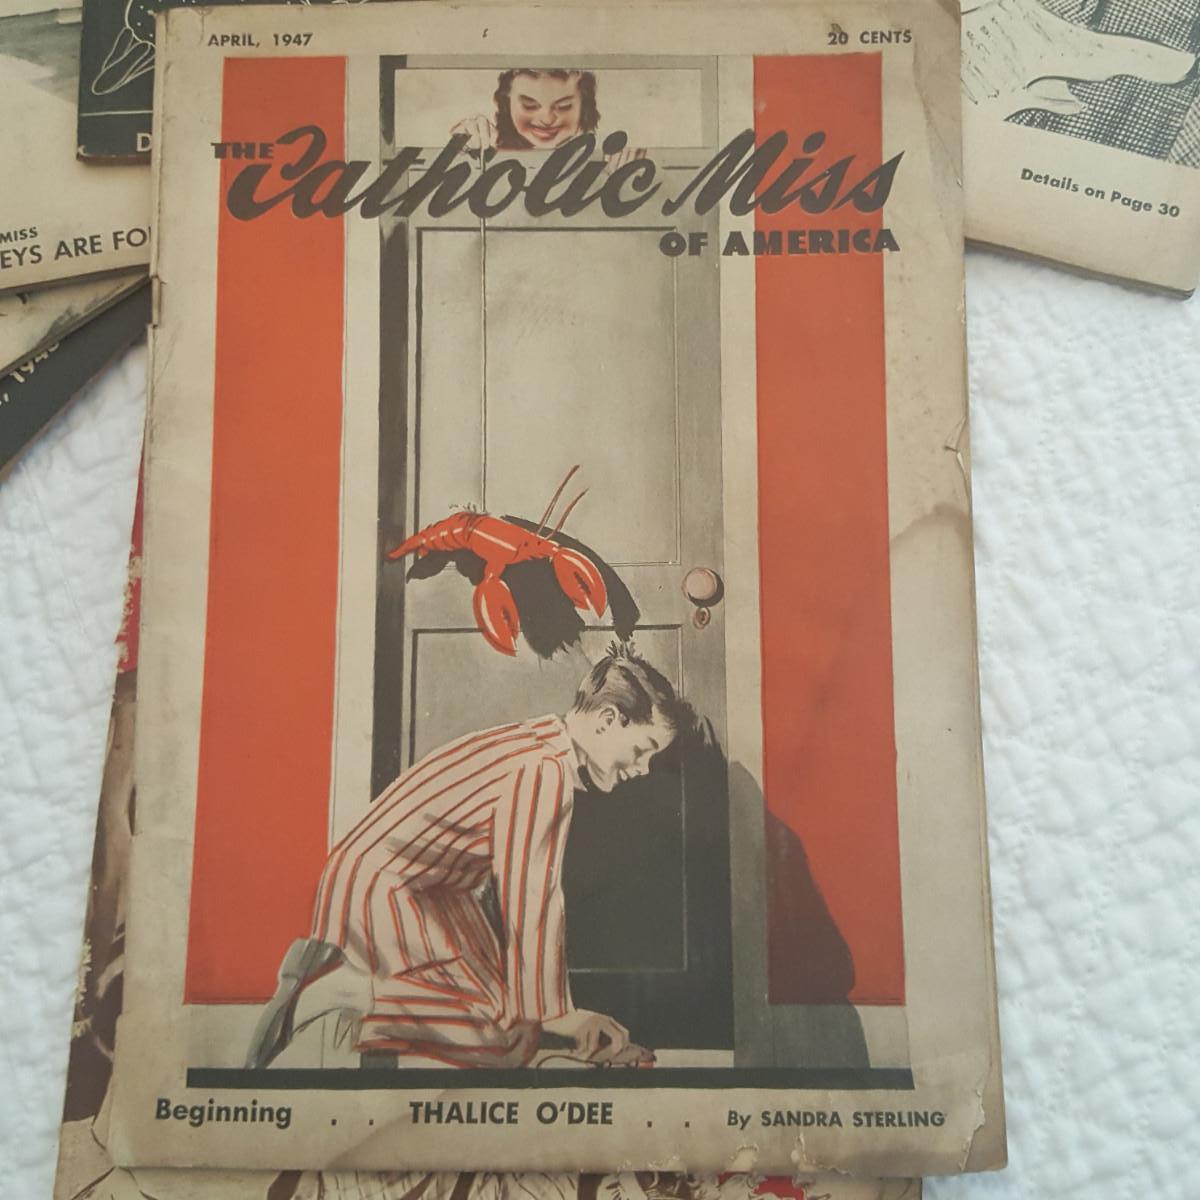 APRIL, 1947
20 CENTS
THE Catholic Miss
OF AMERICA
Beginning . . THALICE O'DEE . . By SANDRA STERLING
Details on Page 30
MISS
EYS ARE FO
D